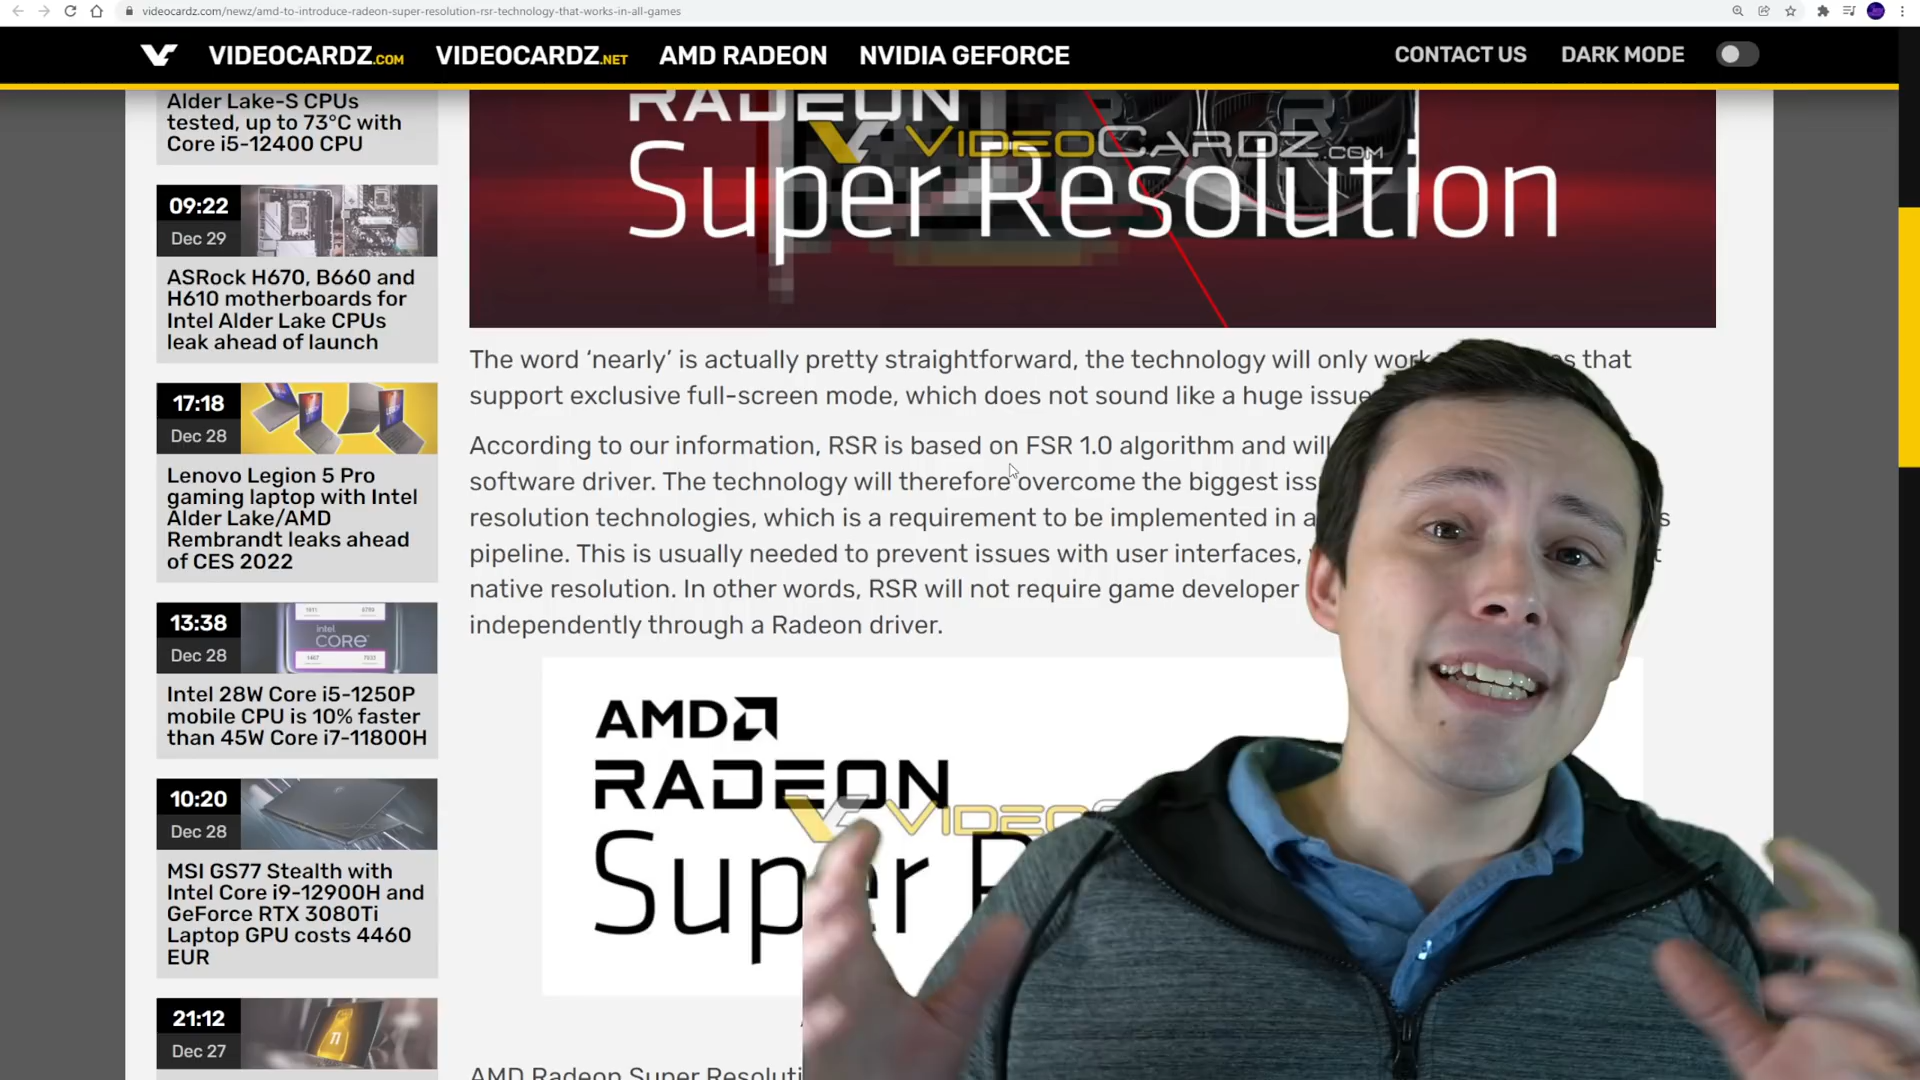 videocardz.com/newz/amd-to-introduce-radeon-super-resolution-rsr-technology-that-works-in-all-games
VIDEOCARDZ.COM
VIDEOCARDZ.NET
AMD RADEON
NVIDIA GEFORCE
CONTACT US
DARK MODE
Alder Lake-S CPUs
tested, up to 73°C with
Core i5-12400 CPU
09:22
Dec 29
ASRock H670, B660 and
H610 motherboards for
Intel Alder Lake CPUs
leak ahead of launch
17:18
Dec 28
Lenovo Legion 5 Pro
gaming laptop with Intel
Alder Lake/AMD
Rembrandt leaks ahead
of CES 2022
13:38
Dec 28
intel
CORE
Intel 28W Core i5-1250P
mobile CPU is 10% faster
than 45W Core i7-11800H
10:20
Dec 28
MSI GS77 Stealth with
Intel Core i9-12900H and
GeForce RTX 3080Ti
Laptop GPU costs 4460
EUR
21:12
Dec 27
RADEON
VIDEOCARDZ.COM
Super Resolution
The word ‘nearly’ is actually pretty straightforward, the technology will only work that
support exclusive full-screen mode, which does not sound like a huge issue
According to our information, RSR is based on FSR 1.0 algorithm and will
software driver. The technology will therefore overcome the biggest
resolution technologies, which is a requirement to be implemented in
pipeline. This is usually needed to prevent issues with user interfaces,
native resolution. In other words, RSR will not require game developer
independently through a Radeon driver.
AMD
RADEON
VIDEO
Super R
AMD Radeon Super